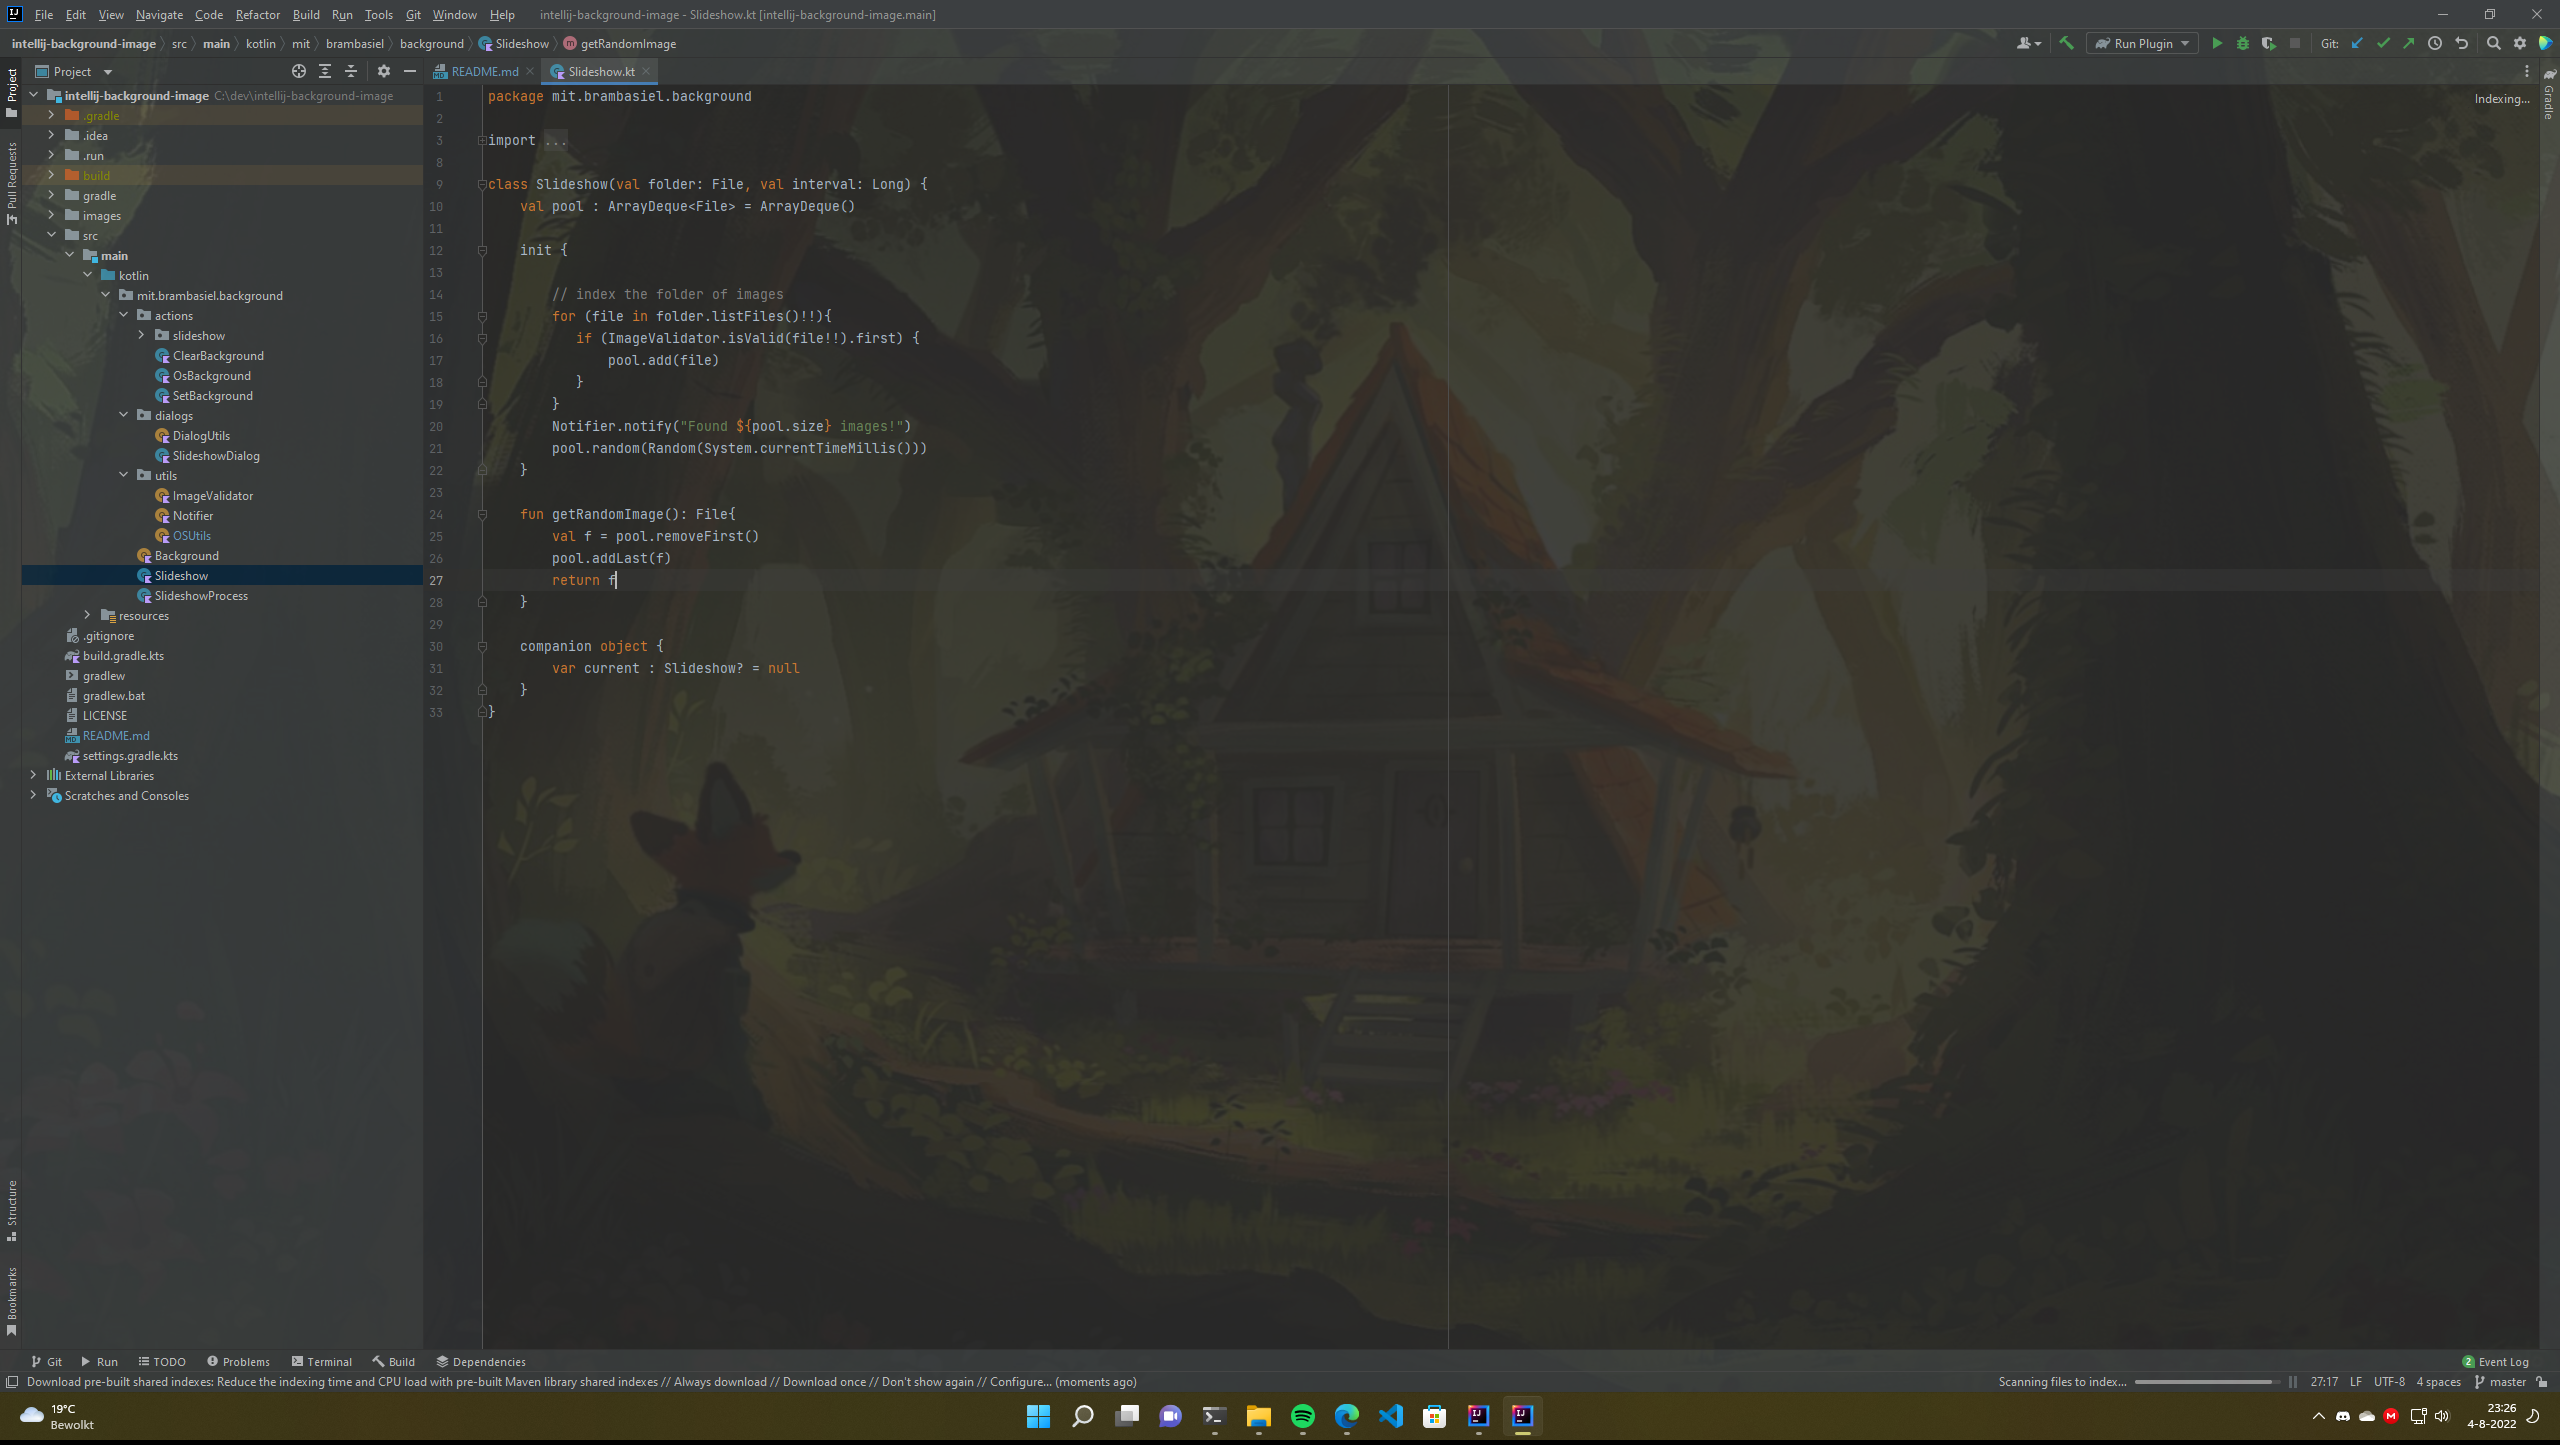 File Edit View Navigate Code Refactor Build Run Tools Git Window Help intellij-background-image - Slideshow.kt [intellij-background-image.main]
intellij-background-image src main kotlin mit brambasiel background Slideshow getRandomImage Run Plugin Git:
Project README.md Slideshow.kt
Project
Pull Requests
Structure
Bookmarks
intellij-background-image C:\dev\intellij-background-image
.gradle
.idea
.run
build
gradle
images
src
main
kotlin
mit.brambasiel.background
actions
slideshow
ClearBackground
OsBackground
SetBackground
dialogs
DialogUtils
SlideshowDialog
utils
ImageValidator
Notifier
OSUtils
Background
Slideshow
SlideshowProcess
resources
.gitignore
build.gradle.kts
gradlew
gradlew.bat
LICENSE
README.md
settings.gradle.kts
External Libraries
Scratches and Consoles
1 package mit.brambasiel.background
2
3 import ...
8
9 class Slideshow(val folder: File, val interval: Long) {
10 val pool : ArrayDeque<File> = ArrayDeque()
11
12 init {
13
14 // index the folder of images
15 for (file in folder.listFiles()!!){
16 if (ImageValidator.isValid(file!!).first) {
17 pool.add(file)
18 }
19 }
20 Notifier.notify("Found ${pool.size} images!")
21 pool.random(Random(System.currentTimeMillis()))
22 }
23
24 fun getRandomImage(): File{
25 val f = pool.removeFirst()
26 pool.addLast(f)
27 return f
28 }
29
30 companion object {
31 var current : Slideshow? = null
32 }
33 }
Indexing...
Gradle
Git Run TODO Problems Terminal Build Dependencies 2 Event Log
Download pre-built shared indexes: Reduce the indexing time and CPU load with pre-built Maven library shared indexes // Always download // Download once // Don't show again // Configure... (moments ago) Scanning files to index... 27:17 LF UTF-8 4 spaces master
19°C
Bewolkt
23:26
4-8-2022